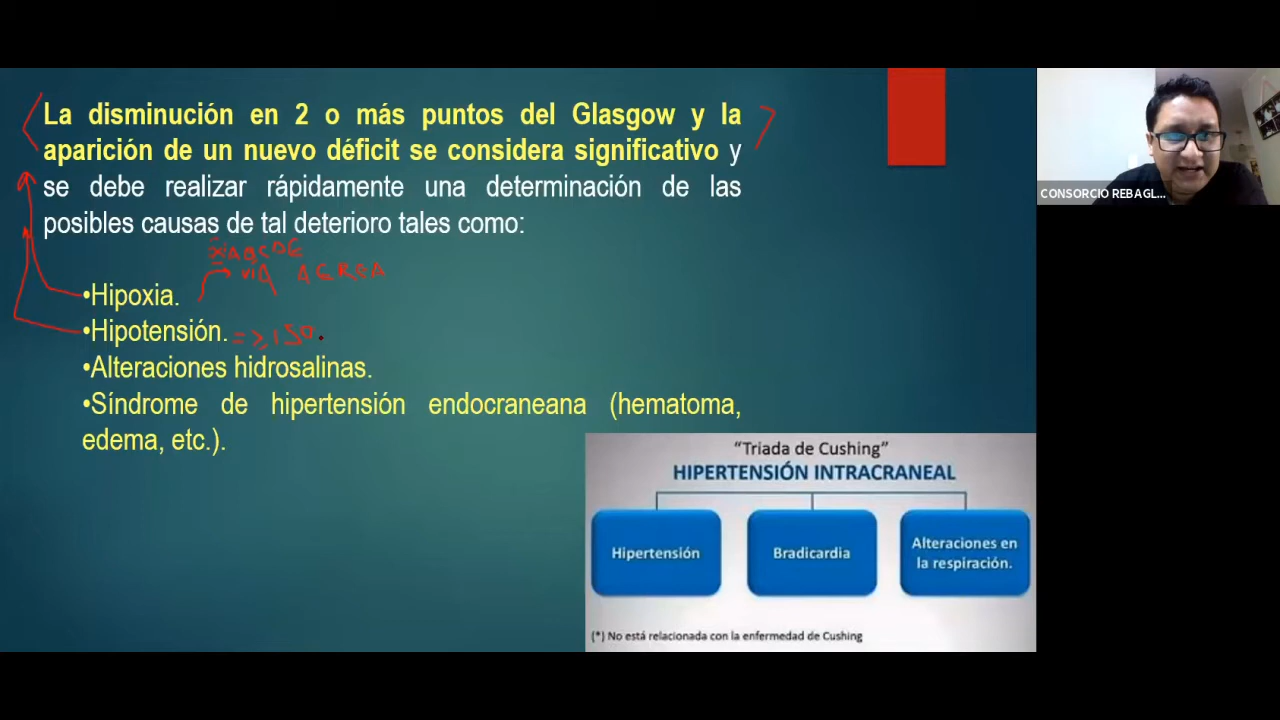 La disminución en 2 o más puntos del Glasgow y la
aparición de un nuevo déficit se considera significativo y
se debe realizar rápidamente una determinación de las
posibles causas de tal deterioro tales como:
XABCDE
VIA AEREA
•Hipoxia.
•Hipotensión. = ≥ 150
•Alteraciones hidrosalinas.
•Síndrome de hipertensión endocraneana (hematoma,
edema, etc.).
"Triada de Cushing"
HIPERTENSIÓN INTRACRANEAL
Hipertensión
Bradicardia
Alteraciones en
la respiración.
(*) No está relacionada con la enfermedad de Cushing
CONSORCIO REBAGL...